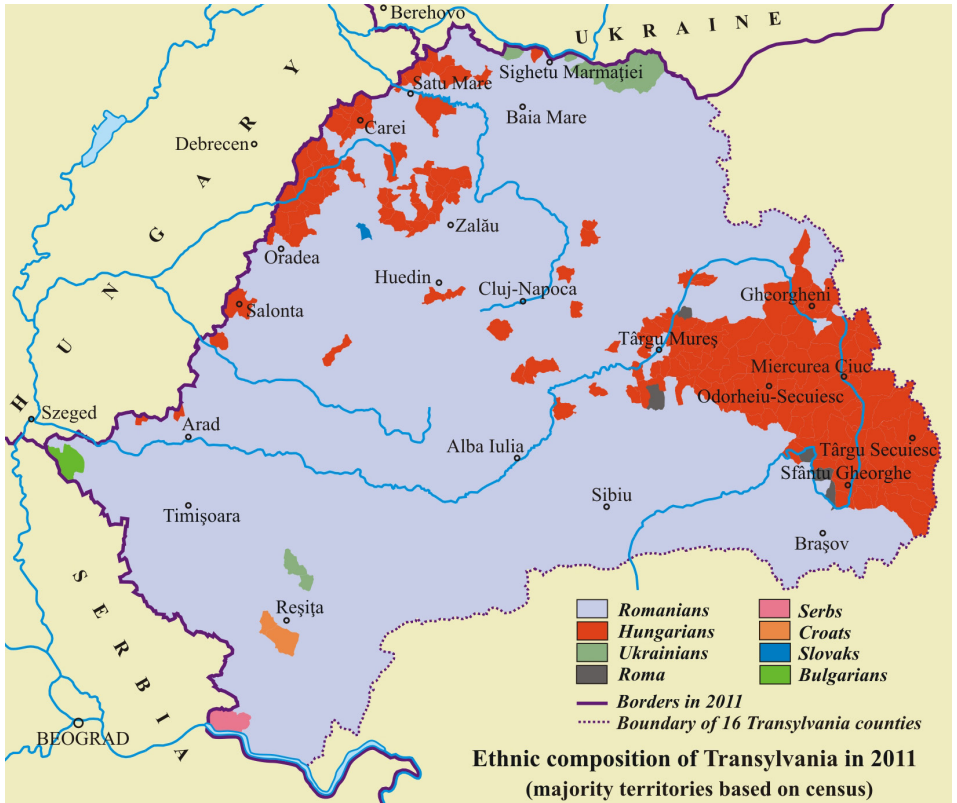 Berehovo
UKRAINE
Sighetu Marmaţiei
Satu Mare
Baia Mare
Carei
Debrecen
HUNGARY
Zalău
Oradea
Huedin
Cluj-Napoca
Gheorgheni
Salonta
Târgu Mureş
Miercurea Ciuc
Odorheiu-Secuiesc
Szeged
Arad
Alba Iulia
Târgu Secuiesc
Sfântu Gheorghe
Sibiu
Timişoara
Braşov
SERBIA
Reşiţa
BEOGRAD
Romanians
Hungarians
Ukrainians
Roma
Serbs
Croats
Slovaks
Bulgarians
Borders in 2011
Boundary of 16 Transylvania counties
Ethnic composition of Transylvania in 2011
(majority territories based on census)